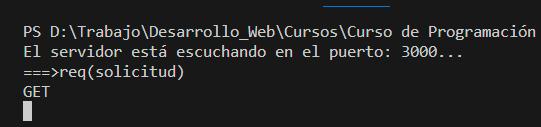 PS D:\Trabajo\Desarrollo_Web\Cursos\Curso de Programación
El servidor está escuchando en el puerto: 3000...
===>req(solicitud)
GET